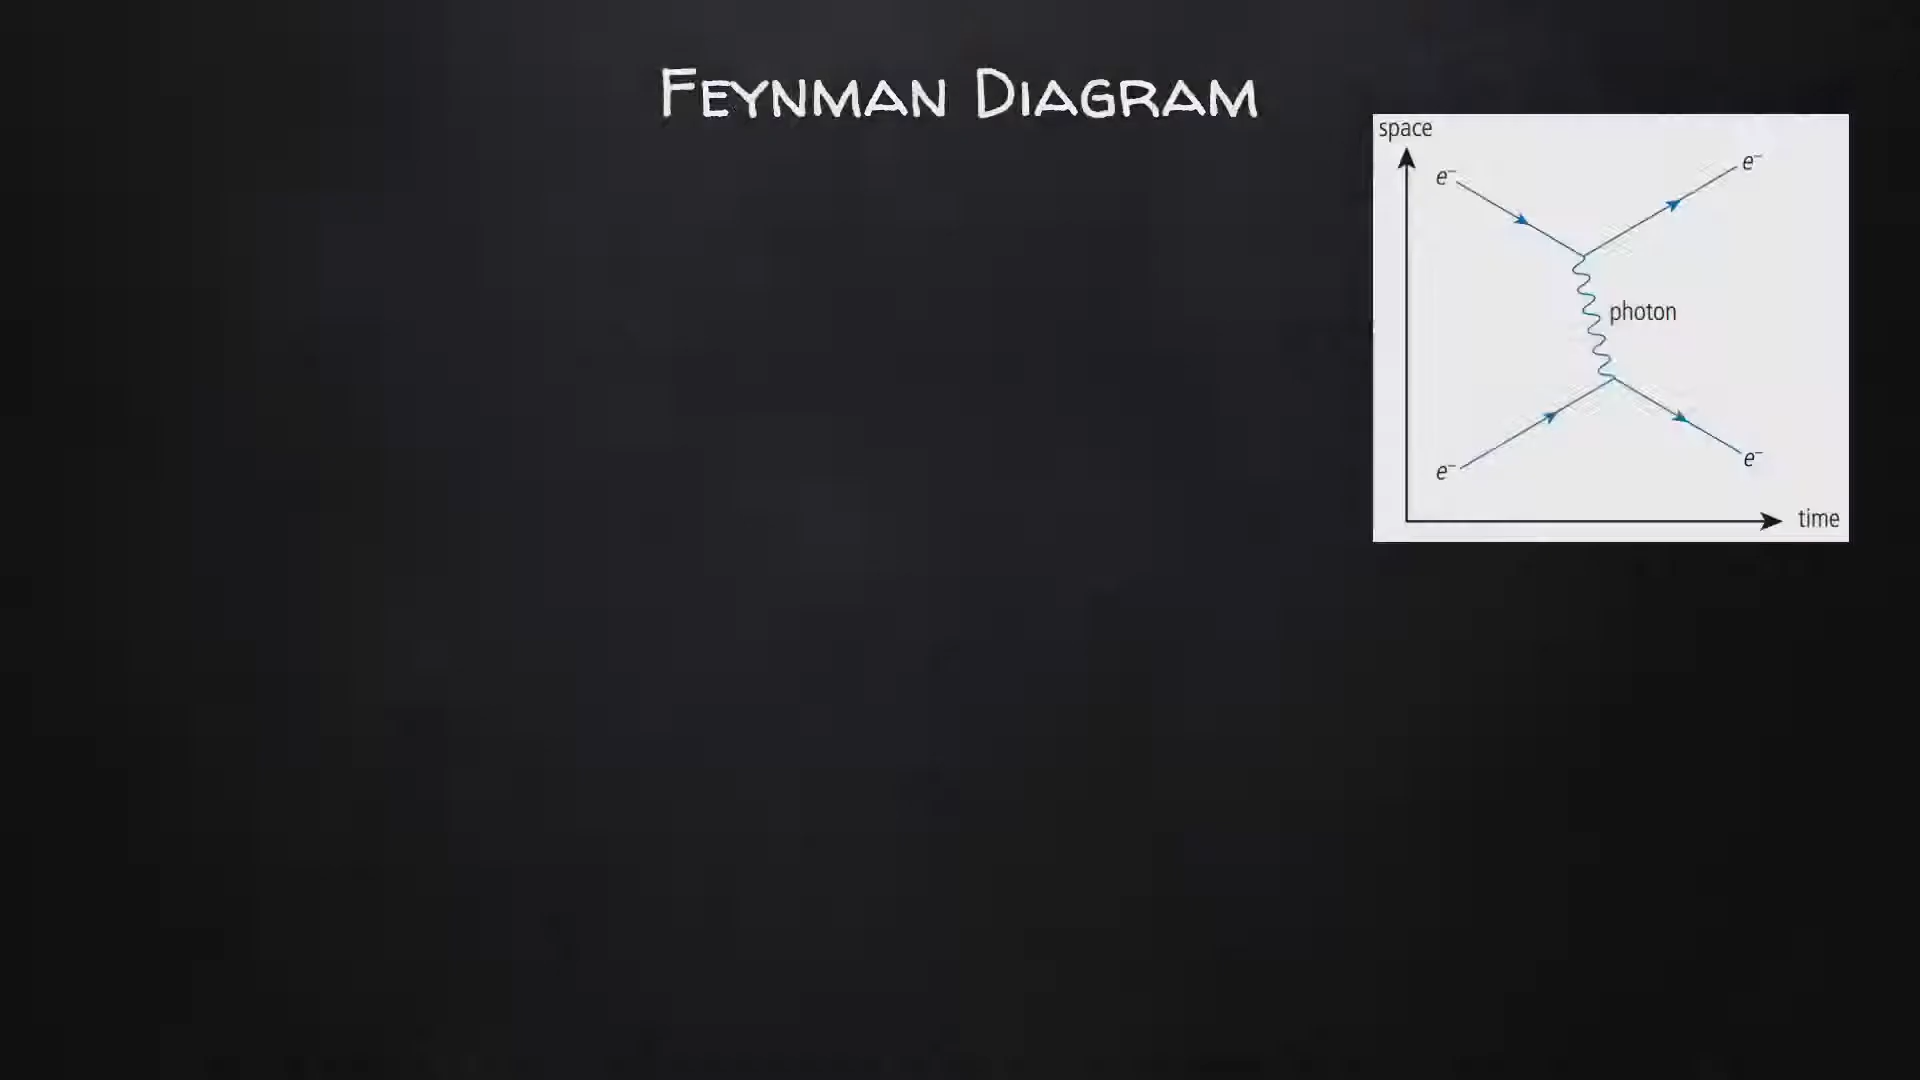 Feynman Diagram
space
e⁻
e⁻
photon
e⁻
e⁻
time